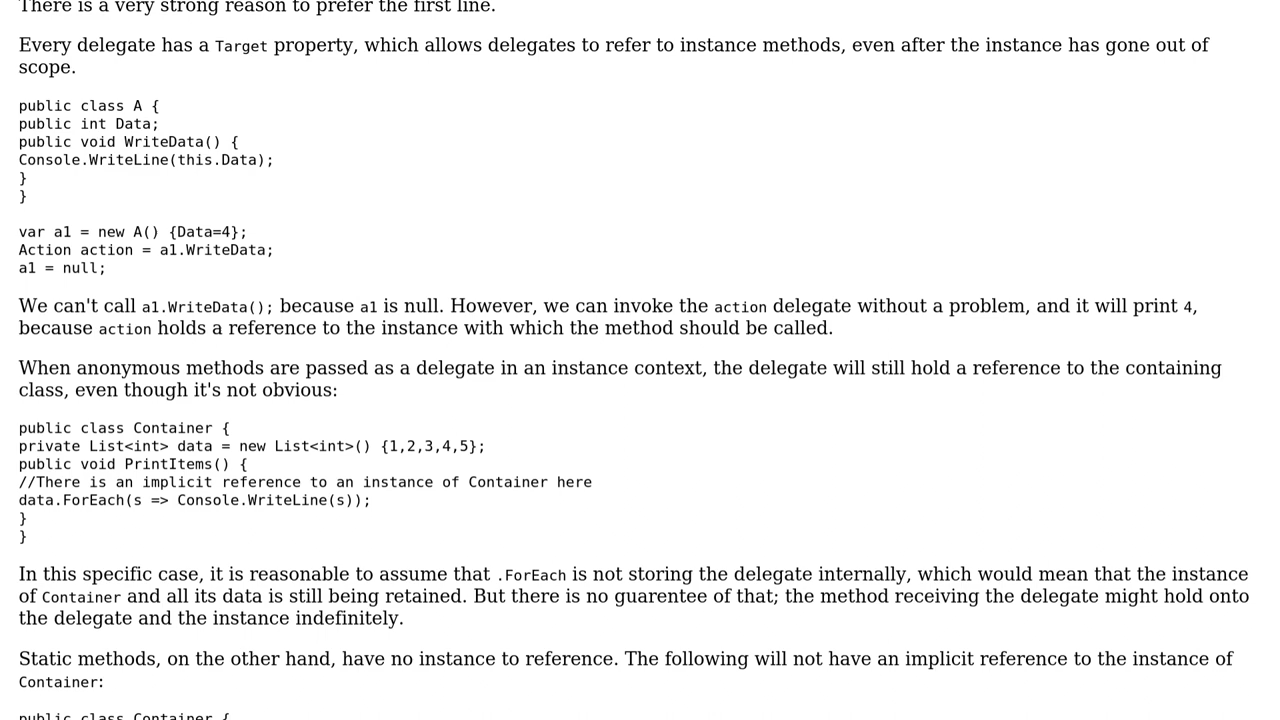 There is a very strong reason to prefer the first line.
Every delegate has a Target property, which allows delegates to refer to instance methods, even after the instance has gone out of
scope.
public class A {
public int Data;
public void WriteData() {
Console.WriteLine(this.Data);
}
}
var a1 = new A() {Data=4};
Action action = a1.WriteData;
a1 = null;
We can't call a1.WriteData(); because a1 is null. However, we can invoke the action delegate without a problem, and it will print 4,
because action holds a reference to the instance with which the method should be called.
When anonymous methods are passed as a delegate in an instance context, the delegate will still hold a reference to the containing
class, even though it's not obvious:
public class Container {
private List<int> data = new List<int>() {1,2,3,4,5};
public void PrintItems() {
//There is an implicit reference to an instance of Container here
data.ForEach(s => Console.WriteLine(s));
}
}
In this specific case, it is reasonable to assume that .ForEach is not storing the delegate internally, which would mean that the instance
of Container and all its data is still being retained. But there is no guarentee of that; the method receiving the delegate might hold onto
the delegate and the instance indefinitely.
Static methods, on the other hand, have no instance to reference. The following will not have an implicit reference to the instance of
Container:
public class Container {